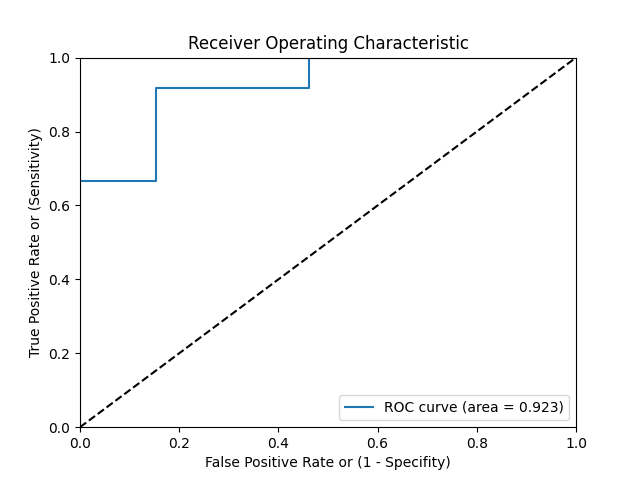 Receiver Operating Characteristic
True Positive Rate or (Sensitivity)
1.0
0.8
0.6
0.4
0.2
0.0
ROC curve (area = 0.923)
0.0 0.2 0.4 0.6 0.8 1.0
False Positive Rate or (1 - Specifity)